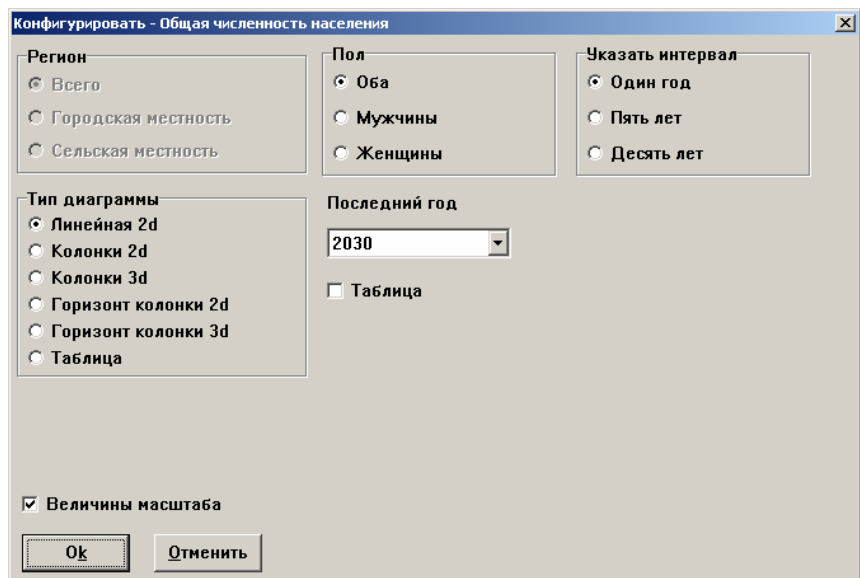 Конфигурировать - Общая численность населения
Регион
Всего
Городская местность
Сельская местность
Пол
Оба
Мужчины
Женщины
Указать интервал
Один год
Пять лет
Десять лет
Тип диаграммы
Линейная 2d
Колонки 2d
Колонки 3d
Горизонт колонки 2d
Горизонт колонки 3d
Таблица
Последний год
2030
Таблица
Величины масштаба
Ok
Отменить